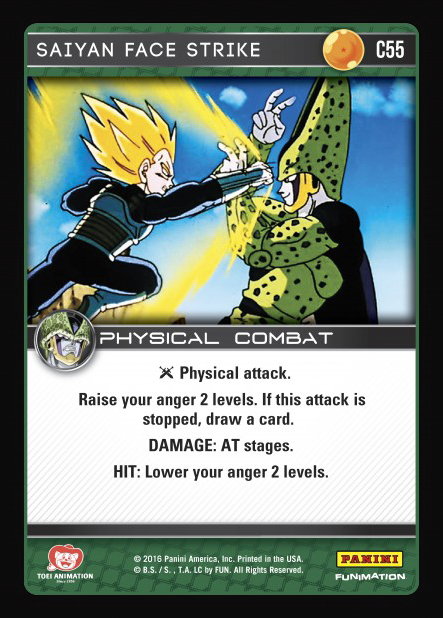 SAIYAN FACE STRIKE C55
PHYSICAL COMBAT
Physical attack.
Raise your anger 2 levels. If this attack is
stopped, draw a card.
DAMAGE: AT stages.
HIT: Lower your anger 2 levels.
TOEI ANIMATION
Since 1956
© 2016 Panini America, Inc. Printed in the USA.
© B.S. / S. , T.A. LC by FUN. All Rights Reserved.
PANINI
FUNIMATION